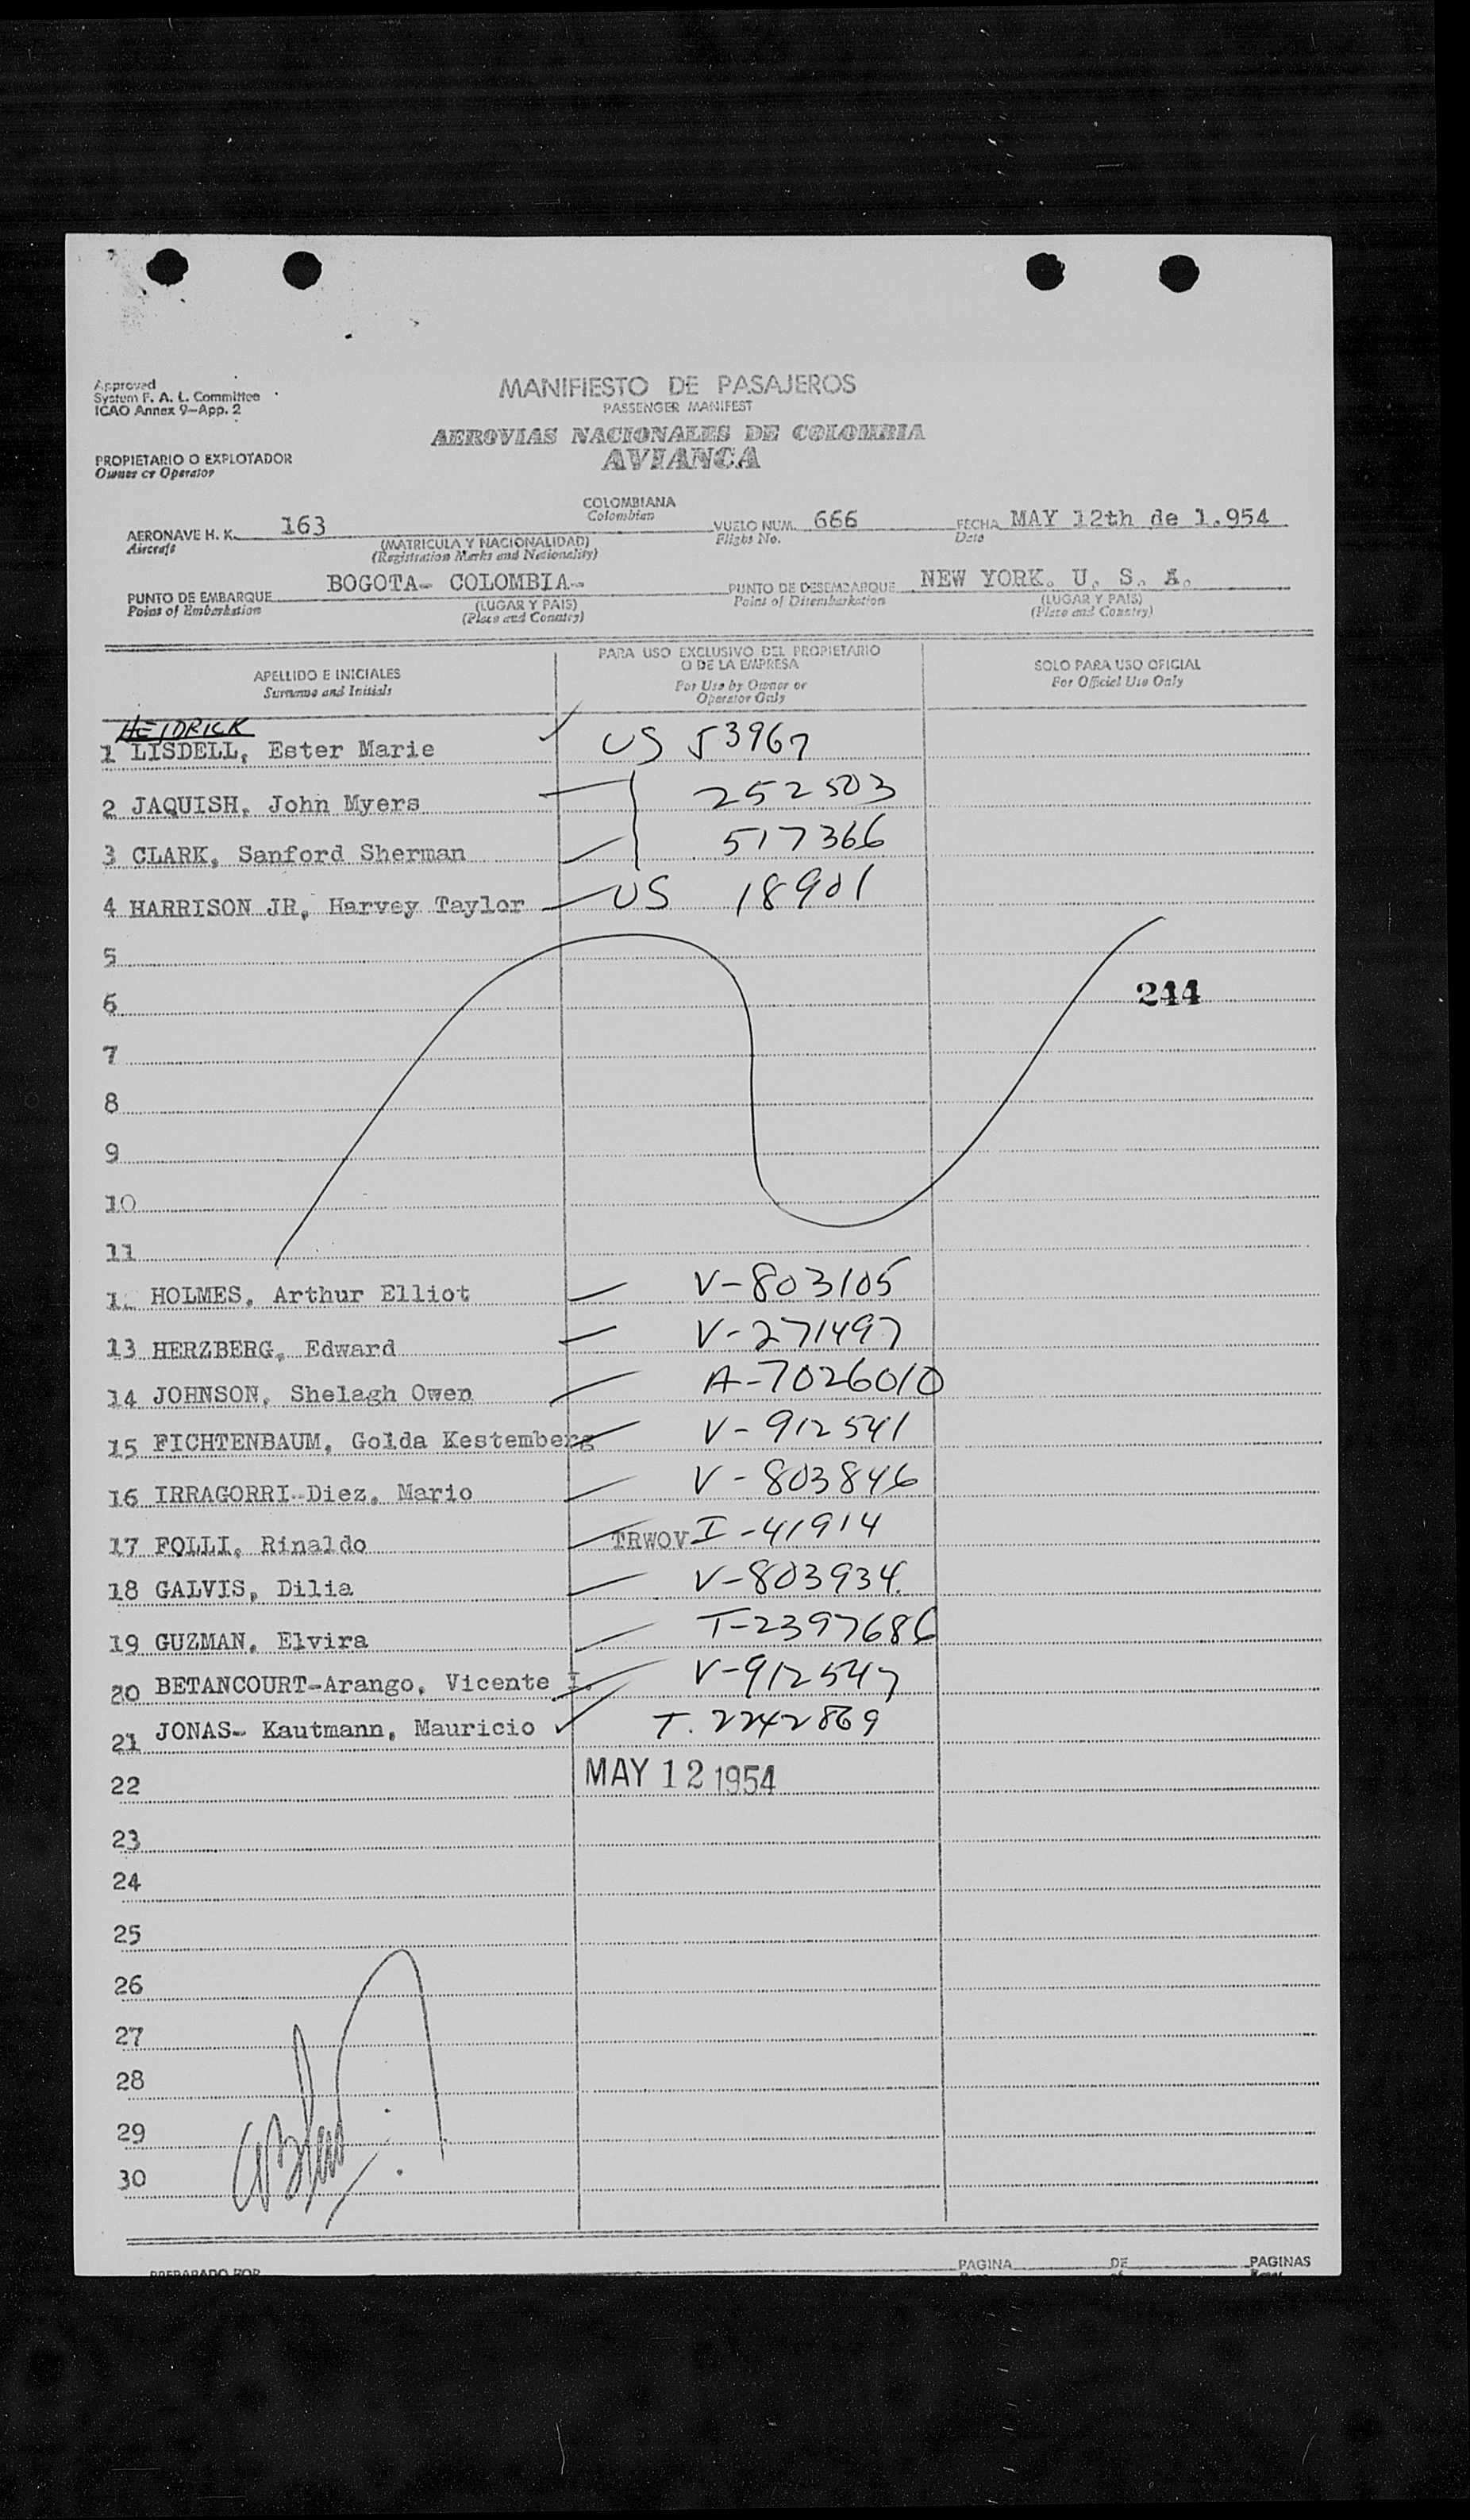 Approved
System F. A. L. Committee
ICAO Annex 9-App. 2
MANIFIESTO DE PASAJEROS
PASSENGER MANIFEST
AEROVIAS NACIONALES DE COLOMBIA
AVIANCA
PROPIETARIO O EXPLOTADOR
Owner or Operator
AERONAVE H. K. 163 COLOMBIANA VUELO NUM. 666 FECHA MAY 12th de 1.954
Aircraft Colombian Flight No. Date
(MATRICULA Y NACIONALIDAD)
(Registration Marks and Nationality)
PUNTO DE EMBARQUE BOGOTA- COLOMBIA- PUNTO DE DESEMBARQUE NEW YORK. U. S. A.
Point of Embarkation (LUGAR Y PAIS) Point of Disembarkation (LUGAR Y PAIS)
(Place and Country) (Place and Country)
APELLIDO E INICIALES
Surname and Initials
PARA USO EXCLUSIVO DEL PROPIETARIO
O DE LA EMPRESA
For Use by Owner or
Operator Only
SOLO PARA USO OFICIAL
For Official Use Only
HEIDRICK
1 LISDELL, Ester Marie US 53967
2 JAQUISH, John Myers 252503
3 CLARK, Sanford Sherman 517366
4 HARRISON JR, Harvey Taylor US 18901
5
6 244
7
8
9
10
11
1 HOLMES, Arthur Elliot V-803105
13 HERZBERG, Edward V-271497
14 JOHNSON, Shelagh Owen A-7026010
15 FICHTENBAUM, Golda Kestemberg V-912541
16 IRRAGORRI-Diez, Mario V-803846
17 FOLLI, Rinaldo TRWOV I-41914
18 GALVIS, Dilia V-803934
19 GUZMAN, Elvira T-2397686
20 BETANCOURT-Arango, Vicente I. V-912547
21 JONAS- Kautmann, Mauricio T. 2242869
22 MAY 12 1954
23
24
25
26
27
28
29
30
PREPARADO POR PAGINA DE PAGINAS